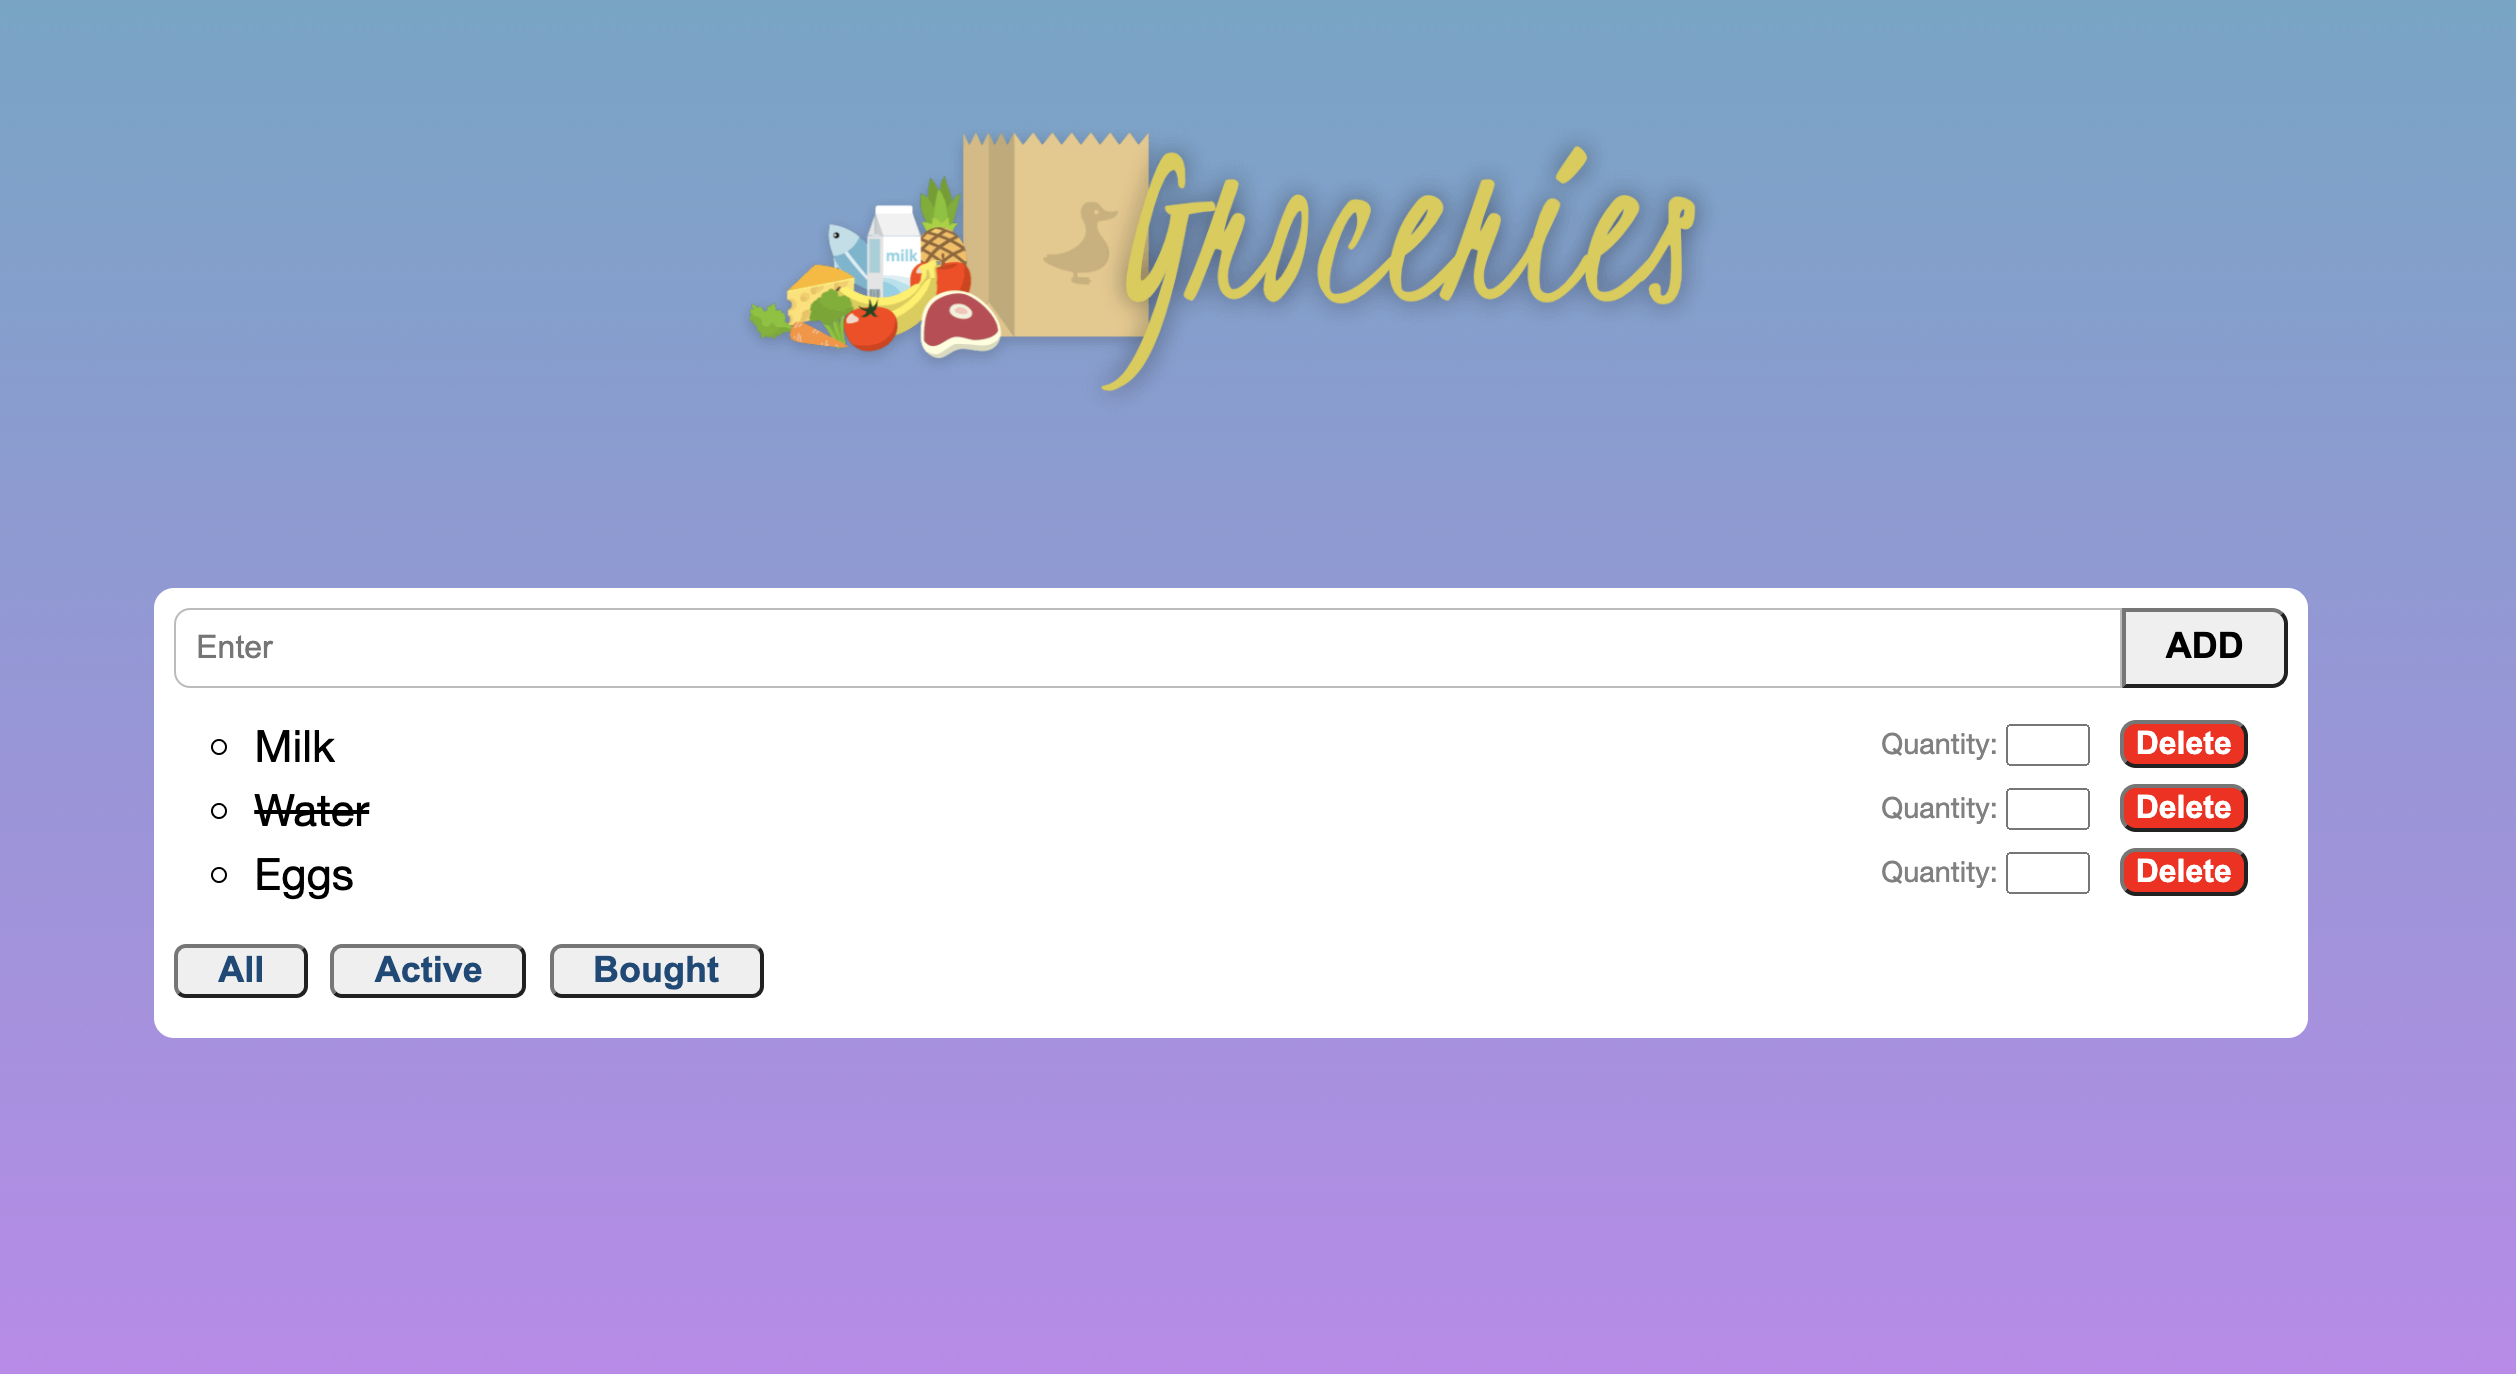 milk
Groceries
Enter ADD
Milk Quantity: Delete
Water Quantity: Delete
Eggs Quantity: Delete
All Active Bought